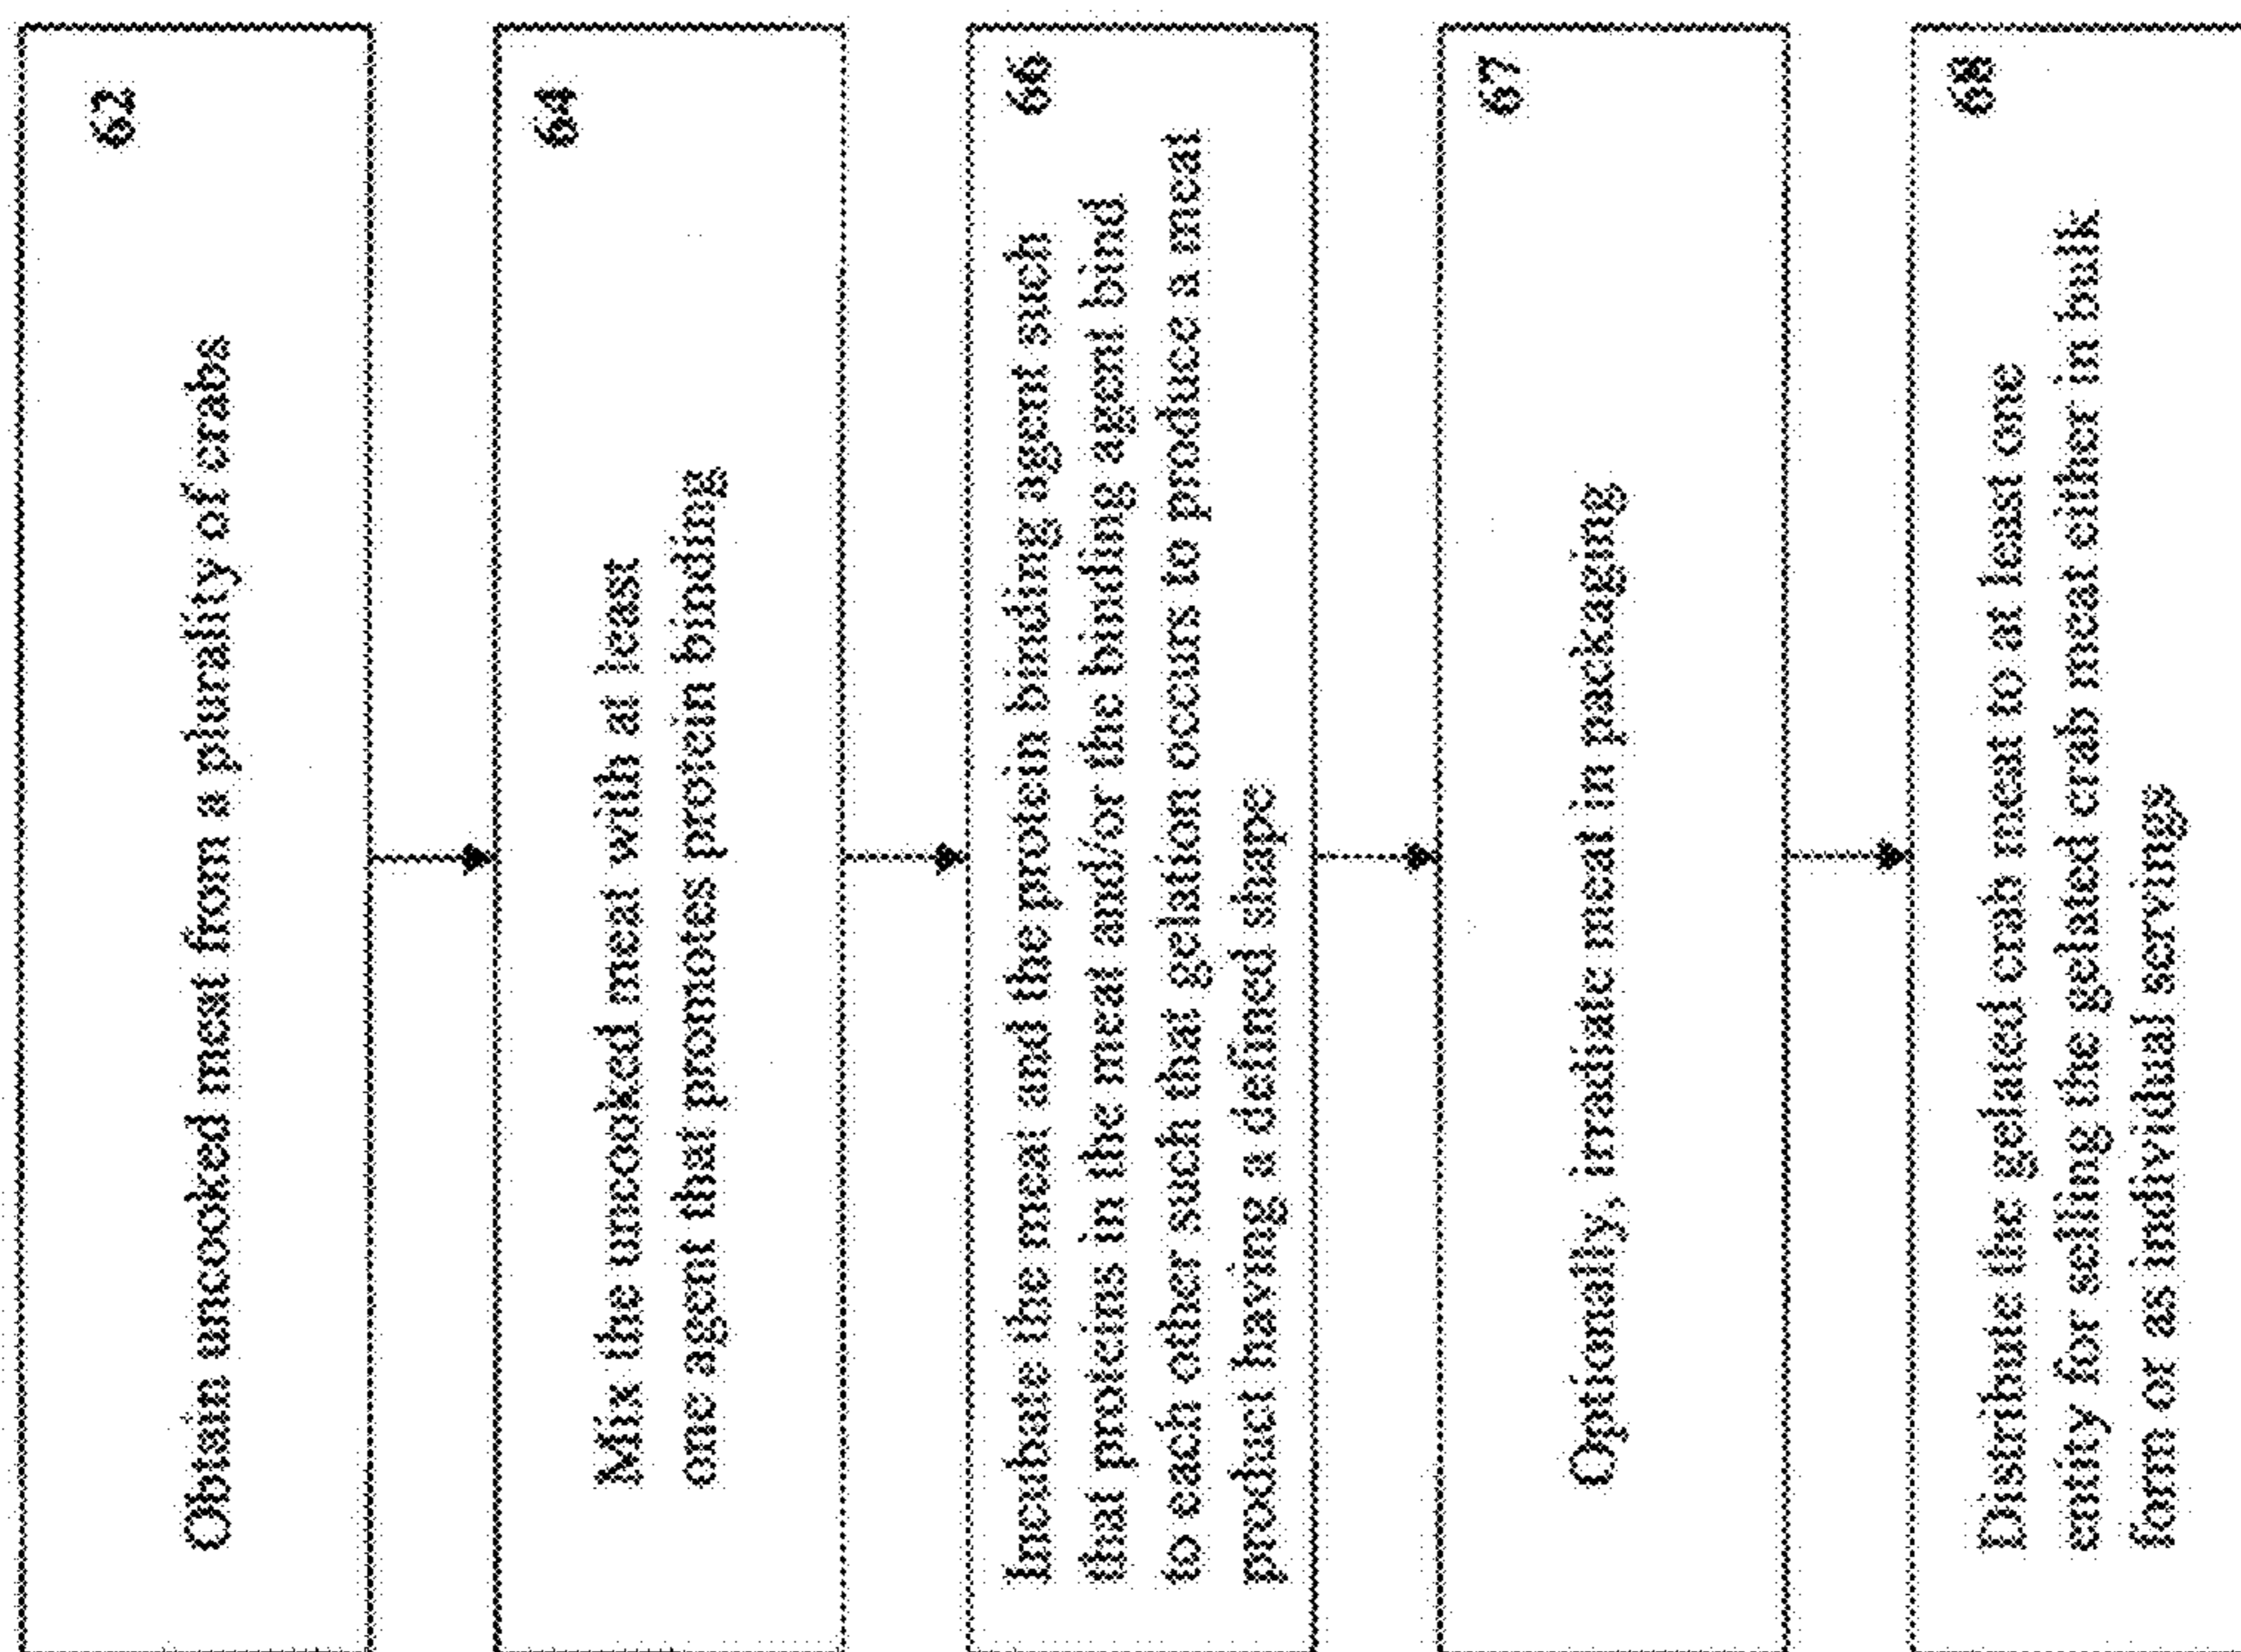 62
Obtain uncooked meat from a plurality of crabs
64
Mix the uncooked meat with at least
one agent that promotes protein binding
66
Incubate the meat and the protein binding agent such
that proteins in the meat and/or the binding agent bind
to each other such that gelation occurs to produce a meat
product having a defined shape
67
Optionally, irradiate meat in packaging
68
Distribute the gelated crab meat to at least one
entity for selling the gelated crab meat either in bulk
form or as individual servings